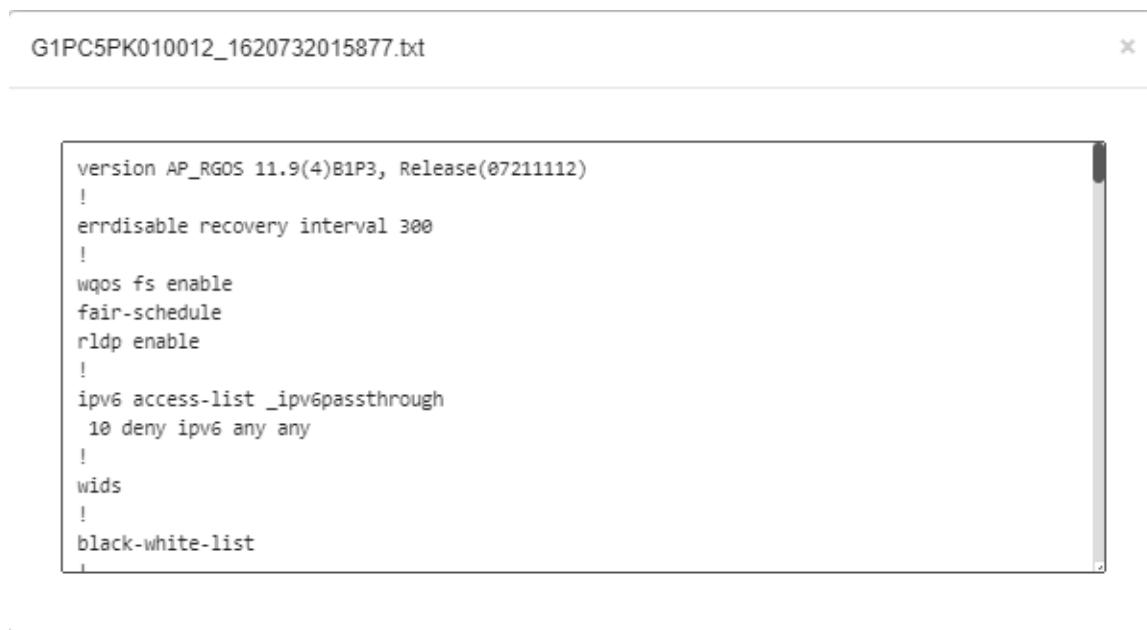 G1PC5PK010012_1620732015877.txt
×
version AP_RGOS 11.9(4)B1P3, Release(07211112)
!
errdisable recovery interval 300
!
wqos fs enable
fair-schedule
rldp enable
!
ipv6 access-list _ipv6passthrough
 10 deny ipv6 any any
!
wids
!
black-white-list
!